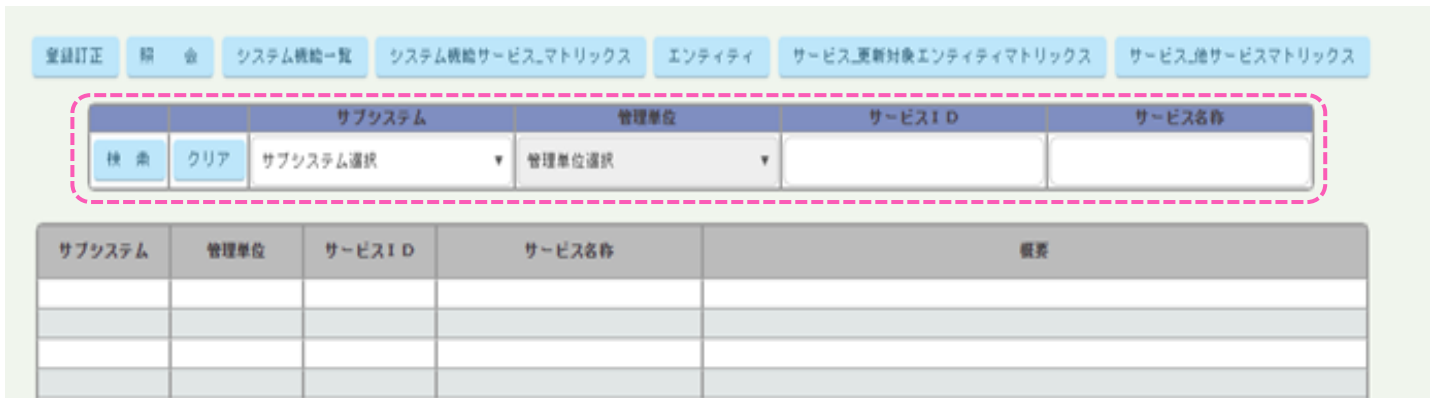 登録訂正 照 会 システム機能一覧 システム機能サービス_マトリックス エンティティ サービス_更新対象エンティティマトリックス サービス_他サービスマトリックス
サブシステム 管理単位 サービスID サービス名称
検 索 クリア サブシステム選択 ▼ 管理単位選択 ▼
サブシステム 管理単位 サービスID サービス名称 概要